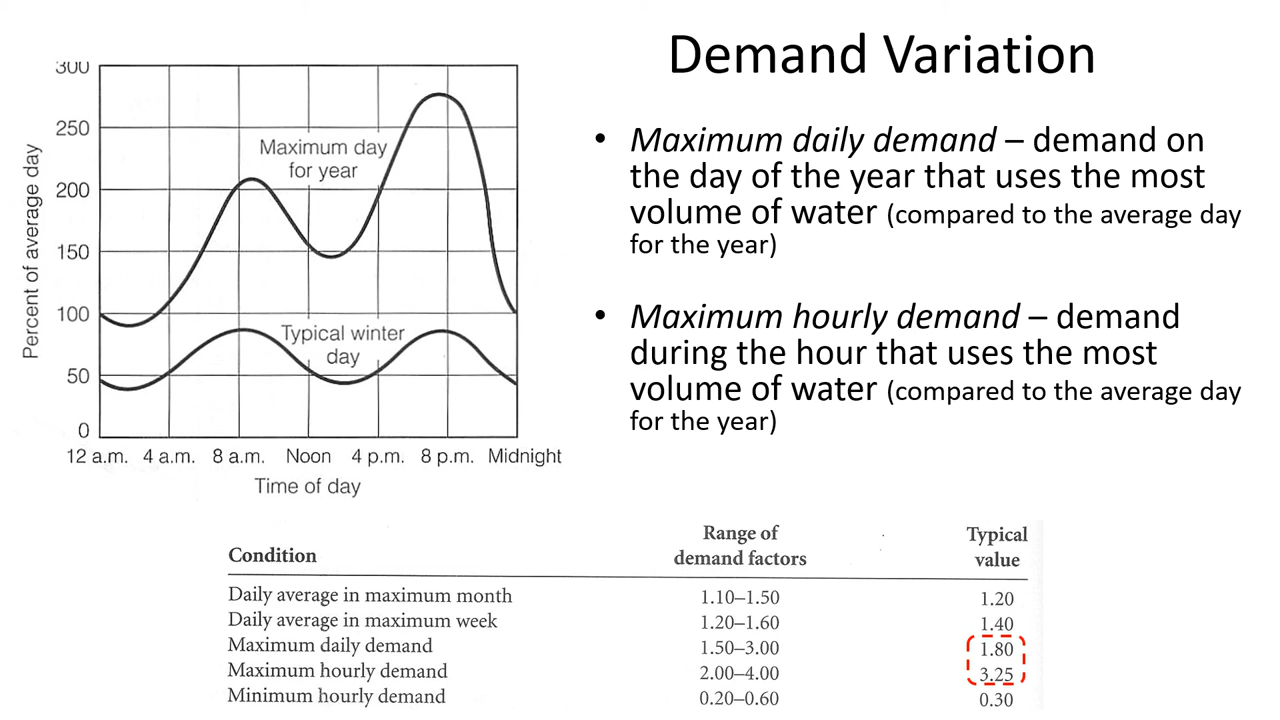 Demand Variation
300
250
200
150
100
50
0
Percent of average day
Maximum day
for year
Typical winter
day
12 a.m. 4 a.m. 8 a.m. Noon 4 p.m. 8 p.m. Midnight
Time of day
• Maximum daily demand – demand on
the day of the year that uses the most
volume of water (compared to the average day
for the year)
• Maximum hourly demand – demand
during the hour that uses the most
volume of water (compared to the average day
for the year)
Range of Typical
Condition demand factors value
Daily average in maximum month 1.10–1.50 1.20
Daily average in maximum week 1.20–1.60 1.40
Maximum daily demand 1.50–3.00 1.80
Maximum hourly demand 2.00–4.00 3.25
Minimum hourly demand 0.20–0.60 0.30